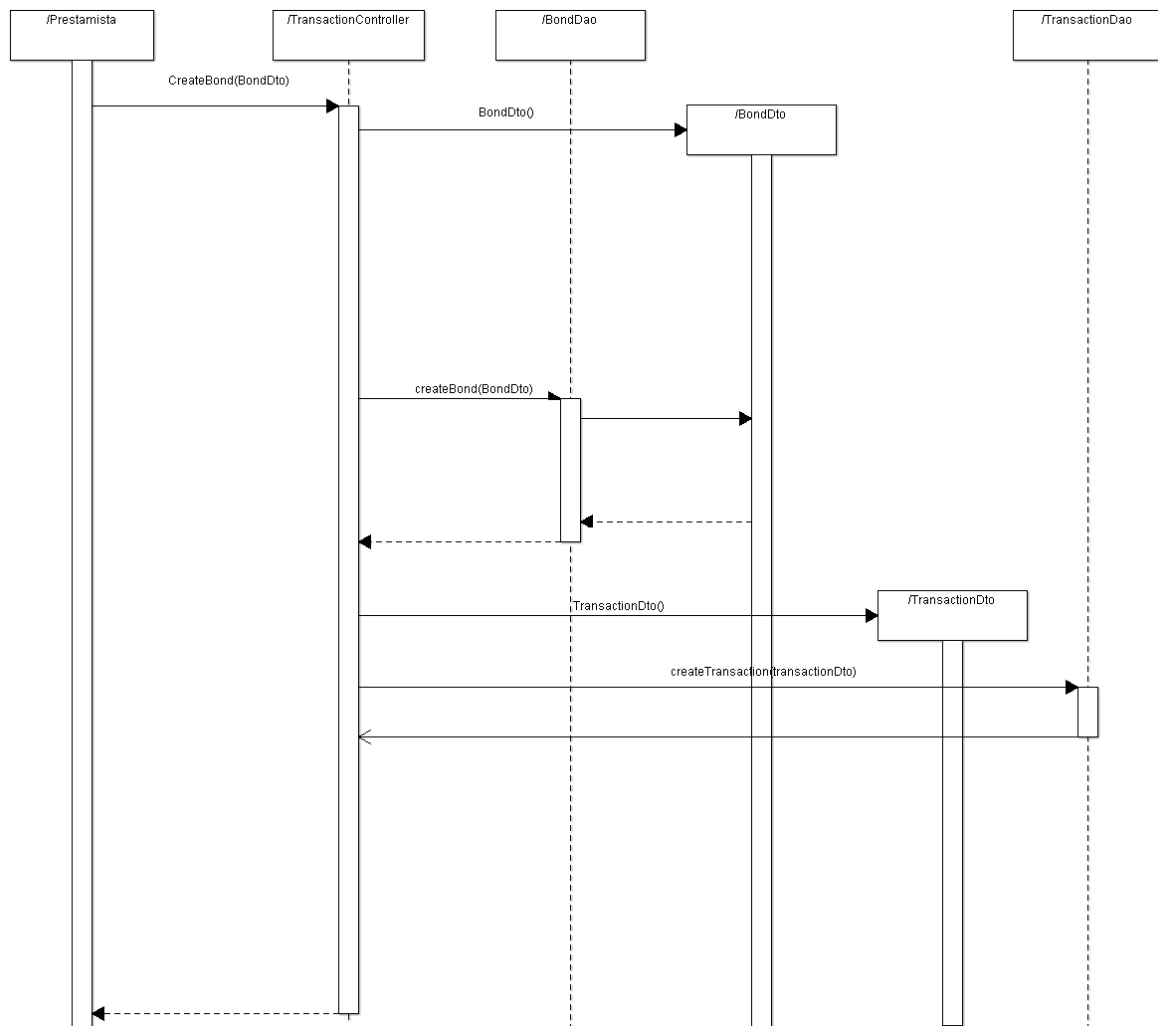 /Prestamista
/TransactionController
/BondDao
/TransactionDao
CreateBond(BondDto)
BondDto()
/BondDto
createBond(BondDto)
/TransactionDto
TransactionDto()
createTransaction(transactionDto)